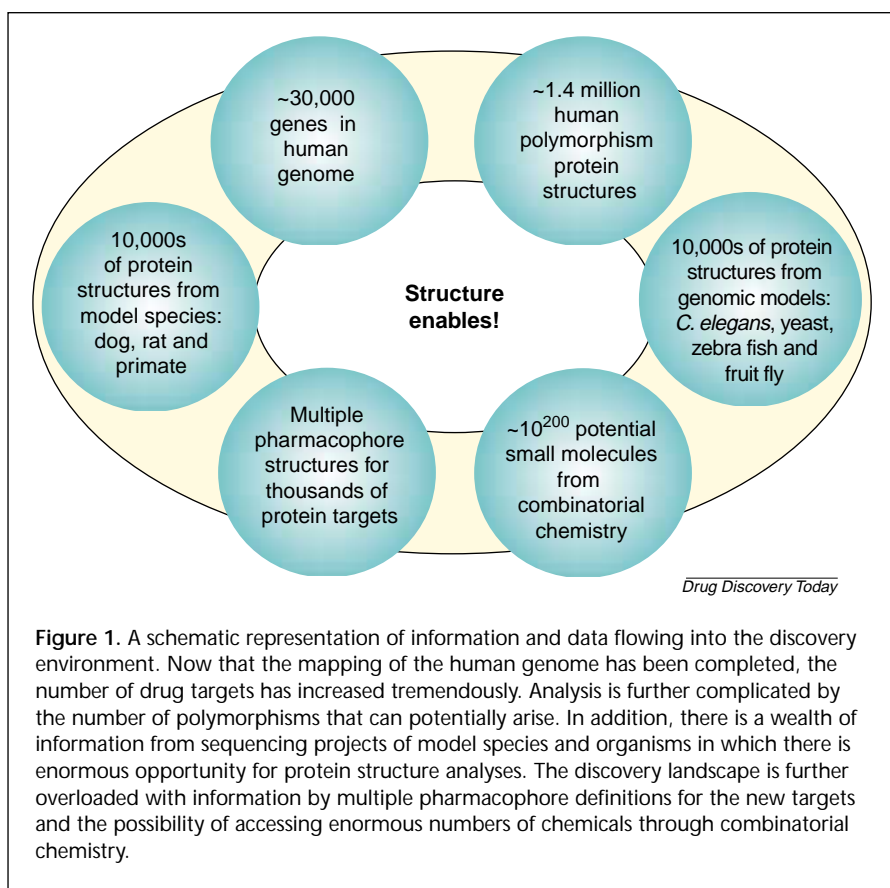 ~30,000
genes in
human
genome
~1.4 million
human
polymorphism
protein
structures
10,000s
of protein
structures from
model species:
dog, rat and
primate
Structure
enables!
10,000s of protein
structures from
genomic models:
C. elegans, yeast,
zebra fish and
fruit fly
Multiple
pharmacophore
structures for
thousands of
protein targets
~10²⁰⁰ potential
small molecules
from
combinatorial
chemistry
Drug Discovery Today
Figure 1. A schematic representation of information and data flowing into the discovery
environment. Now that the mapping of the human genome has been completed, the
number of drug targets has increased tremendously. Analysis is further complicated by
the number of polymorphisms that can potentially arise. In addition, there is a wealth of
information from sequencing projects of model species and organisms in which there is
enormous opportunity for protein structure analyses. The discovery landscape is further
overloaded with information by multiple pharmacophore definitions for the new targets
and the possibility of accessing enormous numbers of chemicals through combinatorial
chemistry.